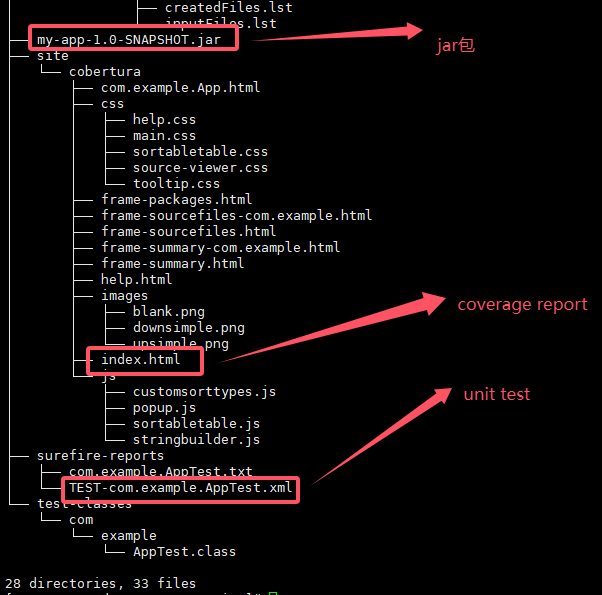 createdFiles.lst
inputFiles.lst
my-app-1.0-SNAPSHOT.jar
jar包
site
cobertura
com.example.App.html
css
help.css
main.css
sortabletable.css
source-viewer.css
tooltip.css
frame-packages.html
frame-sourcefiles-com.example.html
frame-sourcefiles.html
frame-summary-com.example.html
frame-summary.html
help.html
images
blank.png
coverage report
downsimple.png
upsimple.png
index.html
js
customsorttypes.js
unit test
popup.js
sortabletable.js
stringbuilder.js
surefire-reports
com.example.AppTest.txt
TEST-com.example.AppTest.xml
test-classes
com
example
AppTest.class
28 directories, 33 files